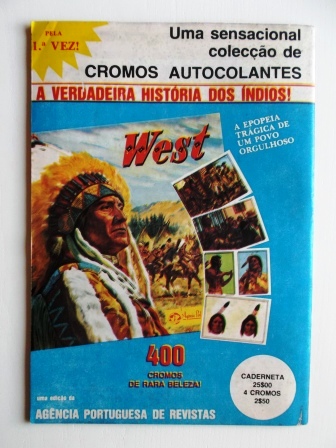 PELA
1.ª VEZ!
Uma sensacional
colecção de
CROMOS AUTOCOLANTES
A VERDADEIRA HISTÓRIA DOS ÍNDIOS!
West
A EPOPEIA
TRÁGICA DE
UM POVO
ORGULHOSO
400
CROMOS
DE RARA BELEZA!
CADERNETA
25$00
4 CROMOS
2$50
uma edição da
AGÊNCIA PORTUGUESA DE REVISTAS